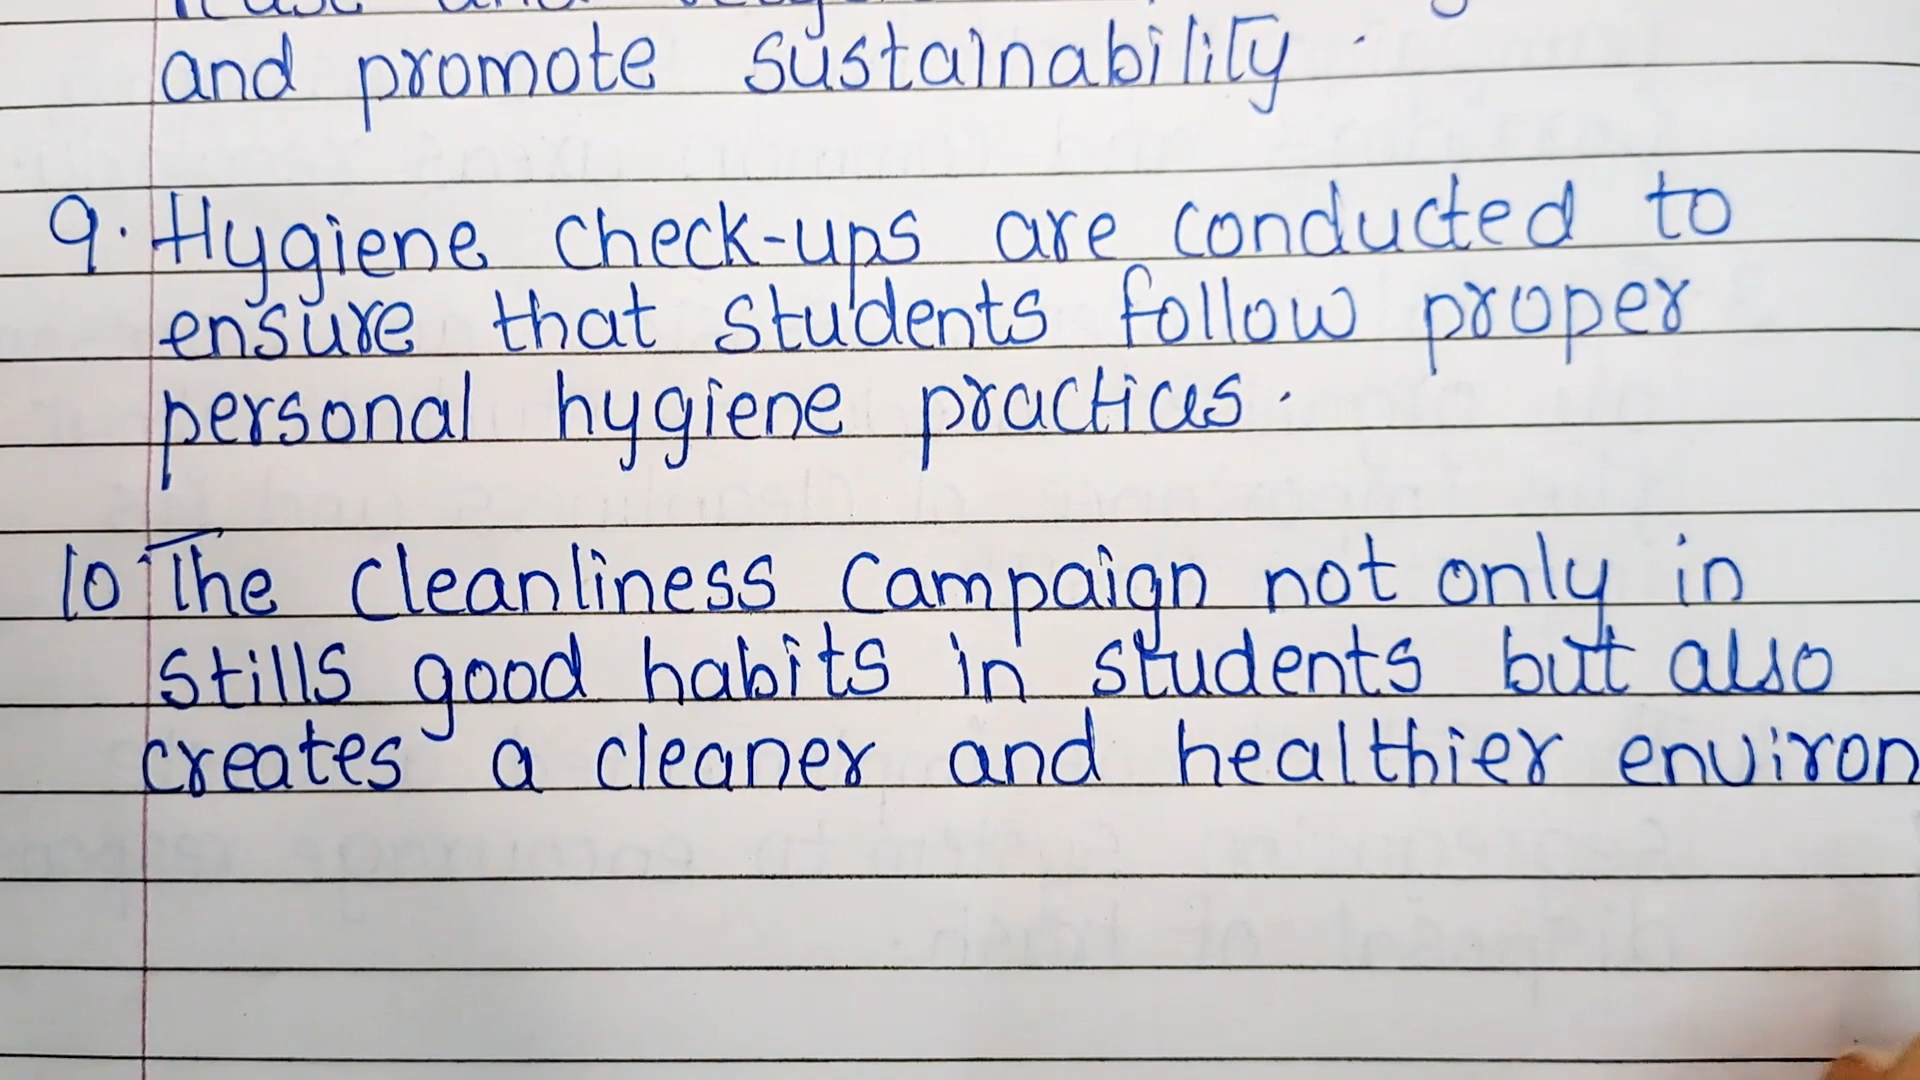 and promote sustainability.
9. Hygiene check-ups are conducted to
ensure that students follow proper
personal hygiene practices.
10. The cleanliness campaign not only in
stills good habits in students but also
creates a cleaner and healthier environ